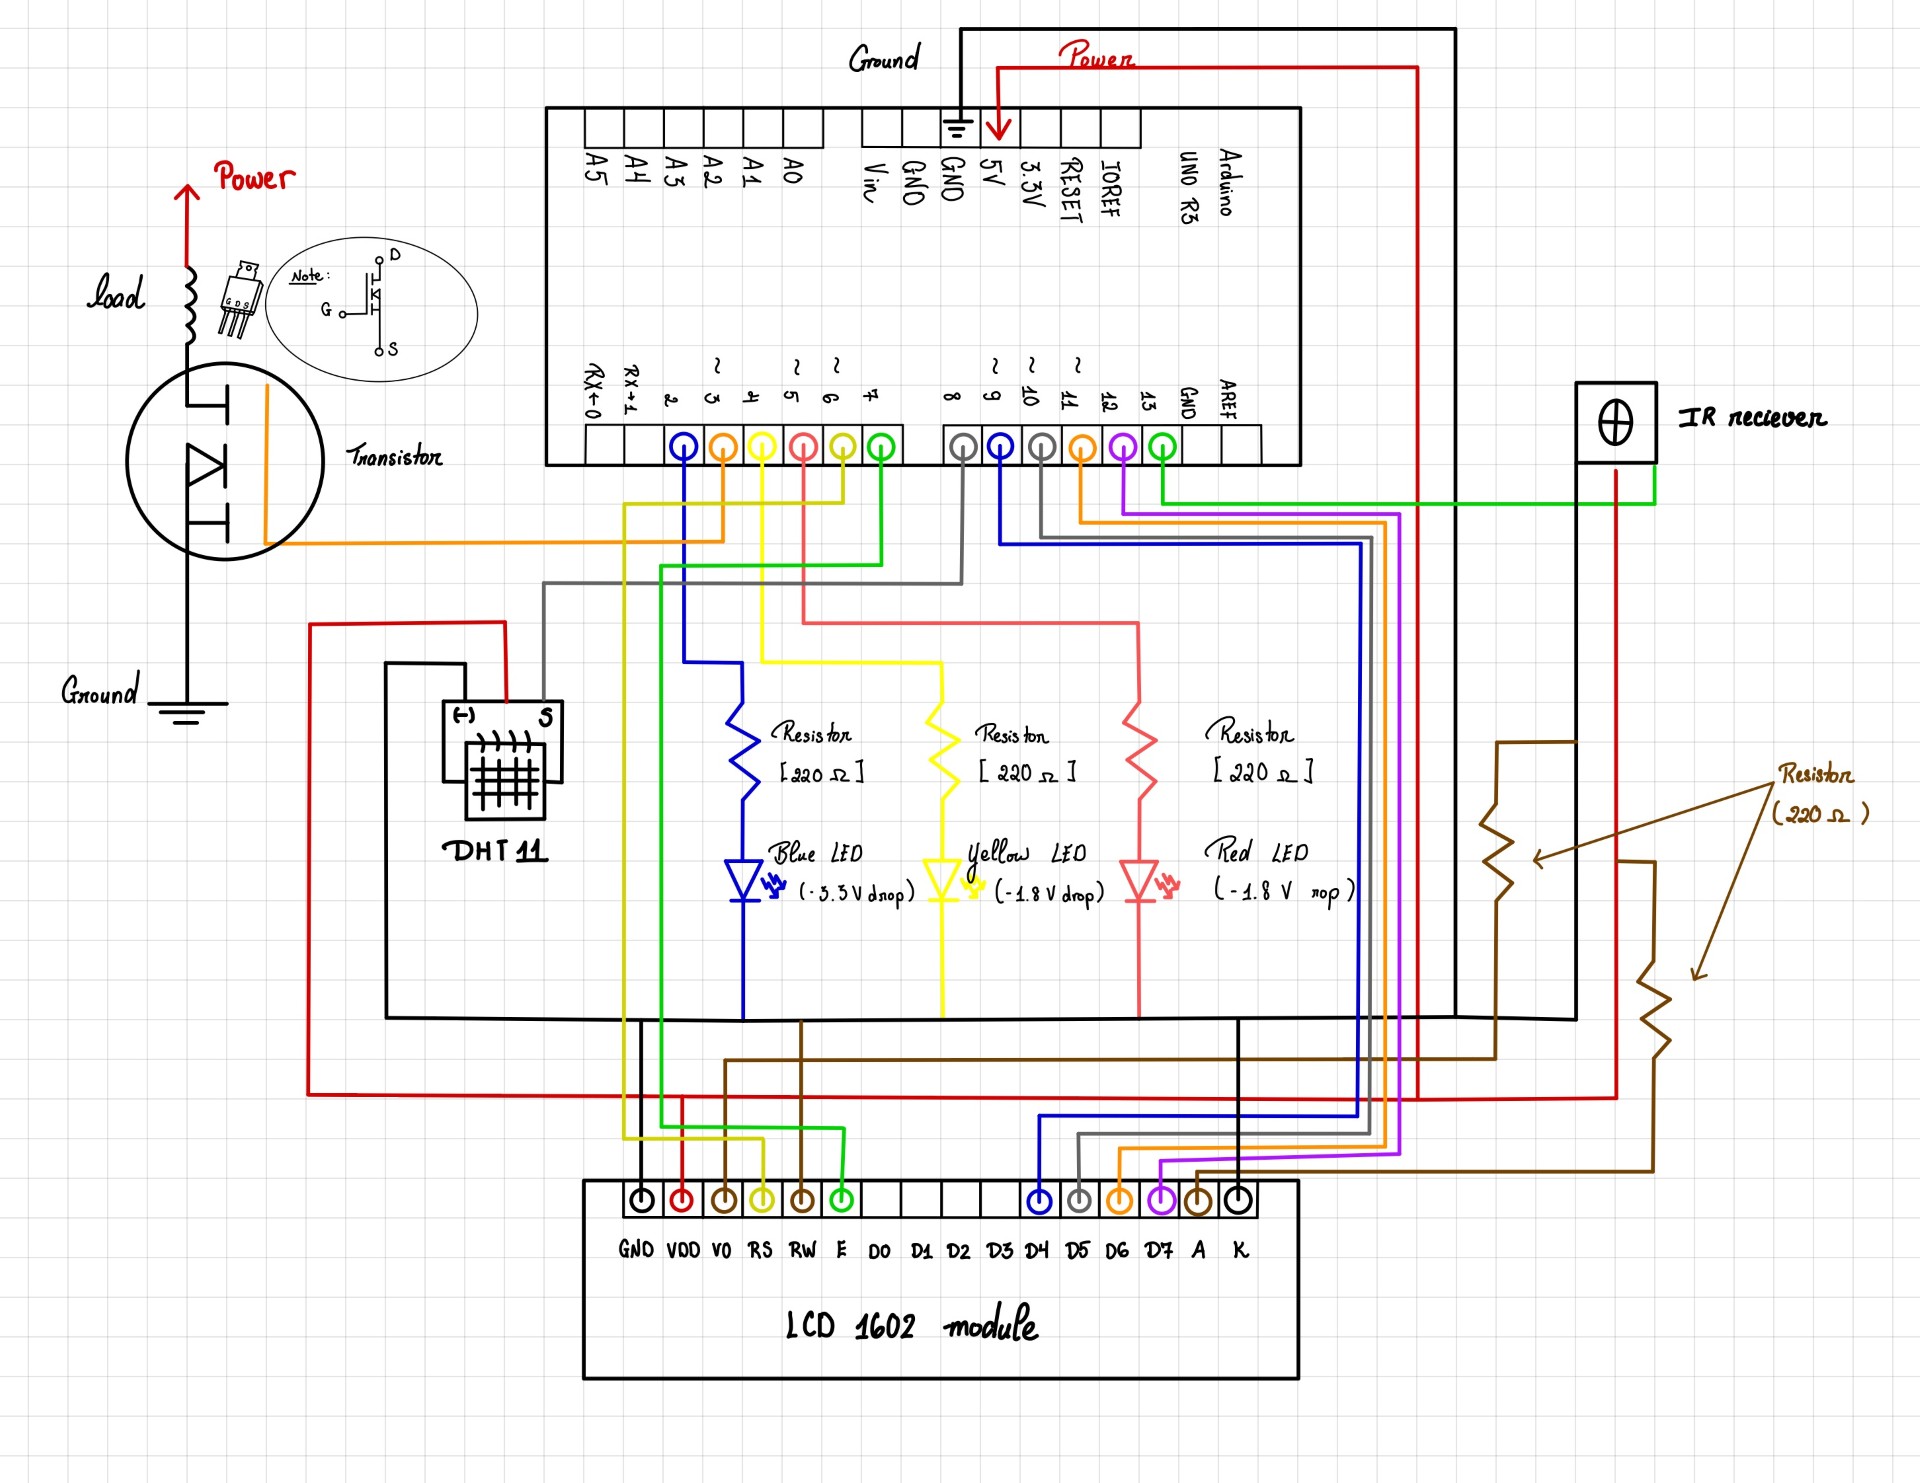 Ground
Power
A5 A4 A3 A2 A1 A0 Vin GND GND 5V 3.3V RESET IOREF UNO R3 Arduino
Power
Note:
D
G
S
load
G D S
~ ~ ~ ~ ~ ~
RX←0 RX→1 2 3 4 5 6 7 8 9 10 11 12 13 GND AREF
IR reciever
Transistor
Ground
(-) S
DHT 11
Resistor
[220 Ω]
Resistor
[220 Ω]
Resistor
[220 Ω]
Resistor
(220 Ω)
Blue LED
(-3.3V drop)
Yellow LED
(-1.8V drop)
Red LED
(-1.8 V rop)
GND VDD V0 RS RW E D0 D1 D2 D3 D4 D5 D6 D7 A K
LCD 1602 module